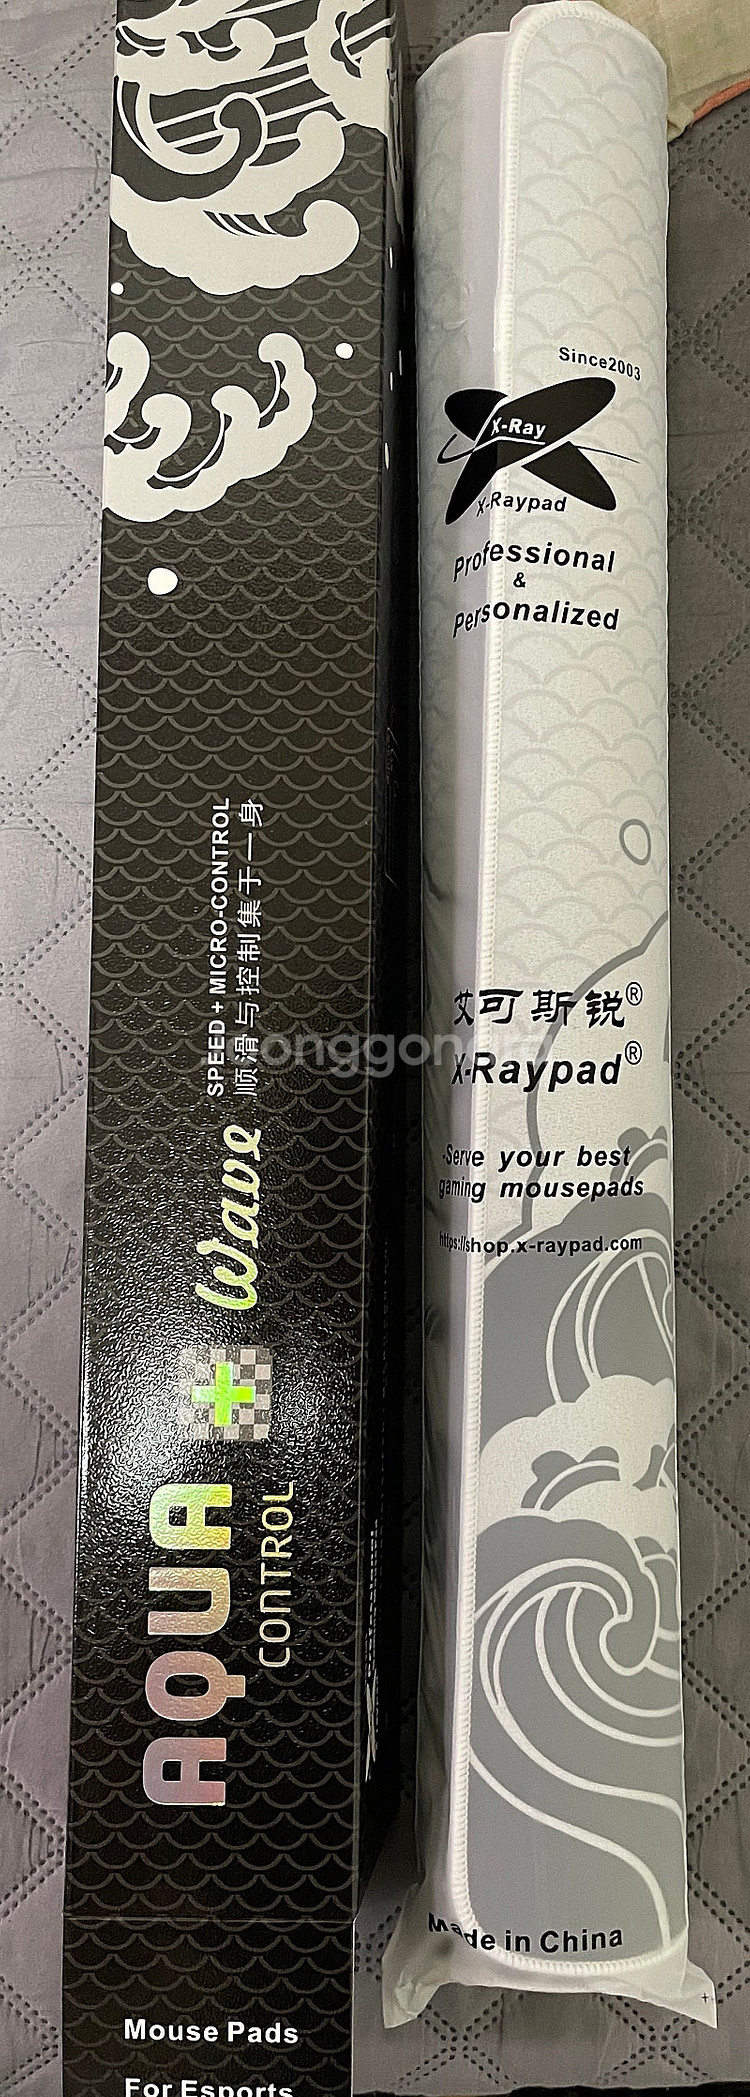 AQUA
CONTROL
+
Wave
SPEED + MICRO-CONTROL
顺滑与控制集于一身
Mouse Pads
For Esports
Since2003
X-Ray
X-Raypad
Professional
&
Personalized
艾可斯锐®
X-Raypad®
Serve your best
gaming mousepads
https://shop.x-raypad.com
Made in China